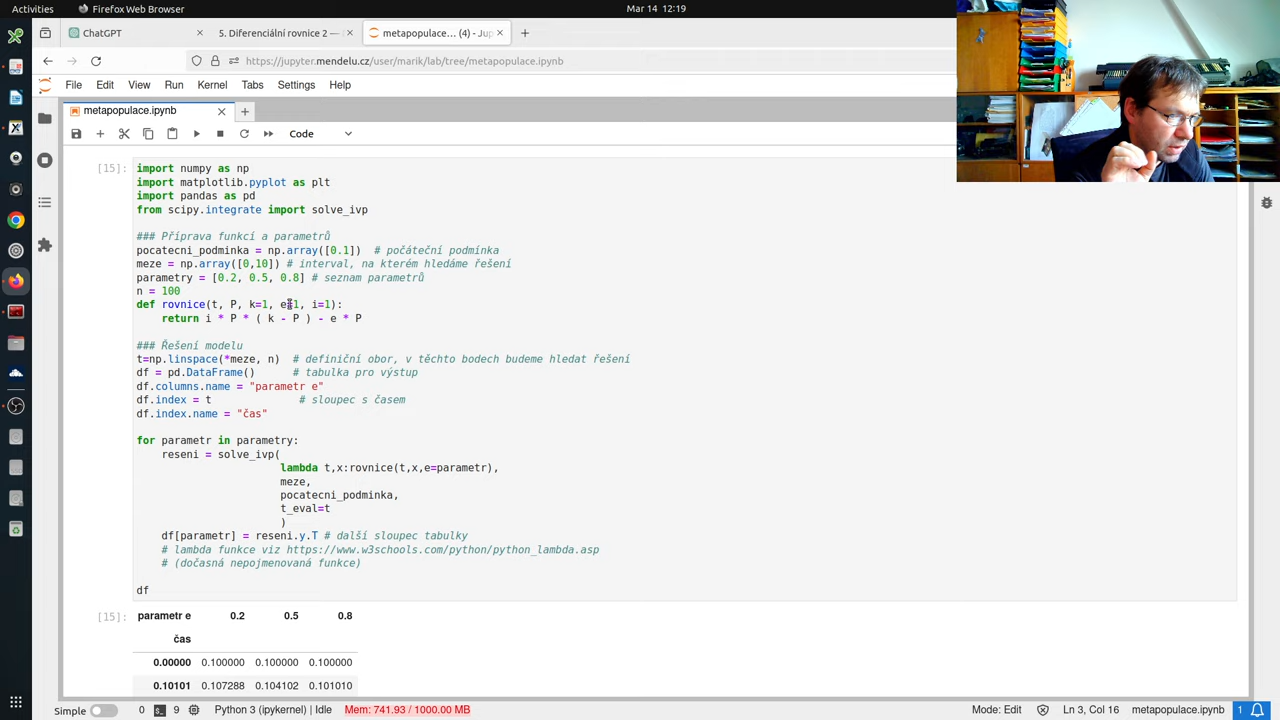 Activities
Firefox Web Browser
Mar 14 12:19
ChatGPT
5. Diferenciální rovnice 2
metapopulace… (4) - Jup
https://jupyter.mendelu.cz/user/marik/lab/tree/metapopulace.ipynb
File Edit View Run Kernel Tabs Settings Help
metapopulace.ipynb
Code
[15]:
import numpy as np
import matplotlib.pyplot as plt
import pandas as pd
from scipy.integrate import solve_ivp
### Příprava funkcí a parametrů
pocatecni_podminka = np.array([0.1])  # počáteční podmínka
meze = np.array([0,10]) # interval, na kterém hledáme řešení
parametry = [0.2, 0.5, 0.8] # seznam parametrů
n = 100
def rovnice(t, P, k=1, e=1, i=1):
    return i * P * ( k - P ) - e * P
### Řešení modelu
t=np.linspace(*meze, n)  # definiční obor, v těchto bodech budeme hledat řešení
df = pd.DataFrame()      # tabulka pro výstup
df.columns.name = "parametr e"
df.index = t              # sloupec s časem
df.index.name = "čas"
for parametr in parametry:
    reseni = solve_ivp(
                       lambda t,x:rovnice(t,x,e=parametr),
                       meze,
                       pocatecni_podminka,
                       t_eval=t
                       )
    df[parametr] = reseni.y.T # další sloupec tabulky
    # lambda funkce viz https://www.w3schools.com/python/python_lambda.asp
    # (dočasná nepojmenovaná funkce)
df
[15]:
parametr e 0.2 0.5 0.8
čas
0.00000 0.100000 0.100000 0.100000
0.10101 0.107288 0.104102 0.101010
Simple 0 9 Python 3 (ipykernel) | Idle Mem: 741.93 / 1000.00 MB Mode: Edit Ln 3, Col 16 metapopulace.ipynb 1